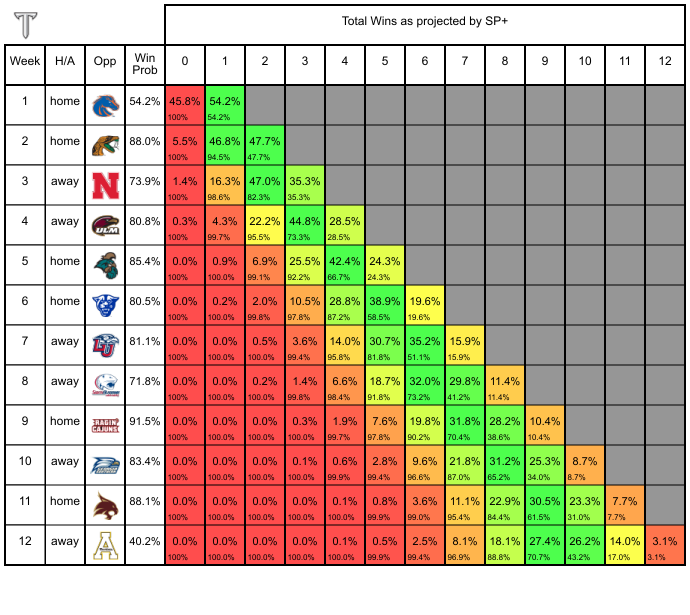 Total Wins as projected by SP+
Week H/A Opp Win Prob 0 1 2 3 4 5 6 7 8 9 10 11 12
1 home 54.2% 45.8% 54.2%
100% 54.2%
2 home 88.0% 5.5% 46.8% 47.7%
100% 94.5% 47.7%
3 away N 73.9% 1.4% 16.3% 47.0% 35.3%
100% 98.6% 82.3% 35.3%
4 away ULM 80.8% 0.3% 4.3% 22.2% 44.8% 28.5%
100% 99.7% 95.5% 73.3% 28.5%
5 home 85.4% 0.0% 0.9% 6.9% 25.5% 42.4% 24.3%
100% 100.0% 99.1% 92.2% 66.7% 24.3%
6 home 80.5% 0.0% 0.2% 2.0% 10.5% 28.8% 38.9% 19.6%
100% 100.0% 99.8% 97.8% 87.2% 58.5% 19.6%
7 away LU 81.1% 0.0% 0.0% 0.5% 3.6% 14.0% 30.7% 35.2% 15.9%
100% 100.0% 100.0% 99.4% 95.8% 81.8% 51.1% 15.9%
8 away 71.8% 0.0% 0.0% 0.2% 1.4% 6.6% 18.7% 32.0% 29.8% 11.4%
100% 100.0% 100.0% 99.8% 98.4% 91.8% 73.2% 41.2% 11.4%
9 home RAGIN CAJUNS 91.5% 0.0% 0.0% 0.0% 0.3% 1.9% 7.6% 19.8% 31.8% 28.2% 10.4%
100% 100.0% 100.0% 100.0% 99.7% 97.8% 90.2% 70.4% 38.6% 10.4%
10 away 83.4% 0.0% 0.0% 0.0% 0.1% 0.6% 2.8% 9.6% 21.8% 31.2% 25.3% 8.7%
100% 100.0% 100.0% 100.0% 99.9% 99.4% 96.6% 87.0% 65.2% 34.0% 8.7%
11 home 88.1% 0.0% 0.0% 0.0% 0.0% 0.1% 0.8% 3.6% 11.1% 22.9% 30.5% 23.3% 7.7%
100% 100.0% 100.0% 100.0% 100.0% 99.9% 99.0% 95.4% 84.4% 61.5% 31.0% 7.7%
12 away A 40.2% 0.0% 0.0% 0.0% 0.0% 0.1% 0.5% 2.5% 8.1% 18.1% 27.4% 26.2% 14.0% 3.1%
100% 100.0% 100.0% 100.0% 100.0% 99.9% 99.4% 96.9% 88.8% 70.7% 43.2% 17.0% 3.1%